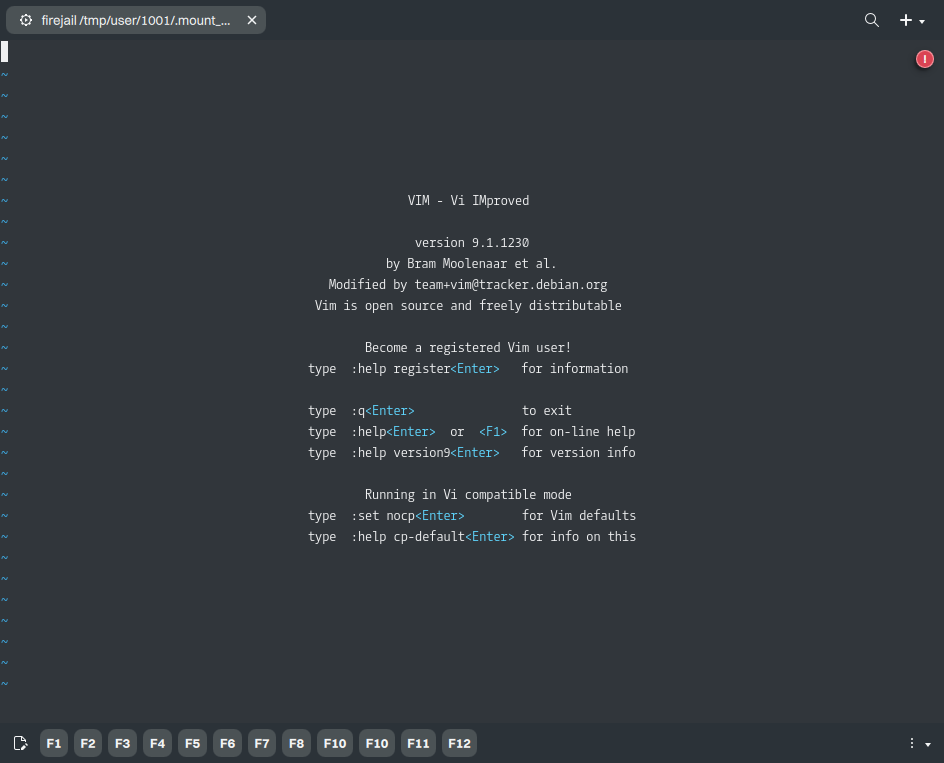 firejail /tmp/user/1001/.mount_...
~
~
~
~
~
~
~ VIM - Vi IMproved
~
~ version 9.1.1230
~ by Bram Moolenaar et al.
~ Modified by team+vim@tracker.debian.org
~ Vim is open source and freely distributable
~
~ Become a registered Vim user!
~ type :help register<Enter> for information
~
~ type :q<Enter> to exit
~ type :help<Enter> or <F1> for on-line help
~ type :help version9<Enter> for version info
~
~ Running in Vi compatible mode
~ type :set nocp<Enter> for Vim defaults
~ type :help cp-default<Enter> for info on this
~
~
~
~
~
~
~
F1 F2 F3 F4 F5 F6 F7 F8 F10 F10 F11 F12